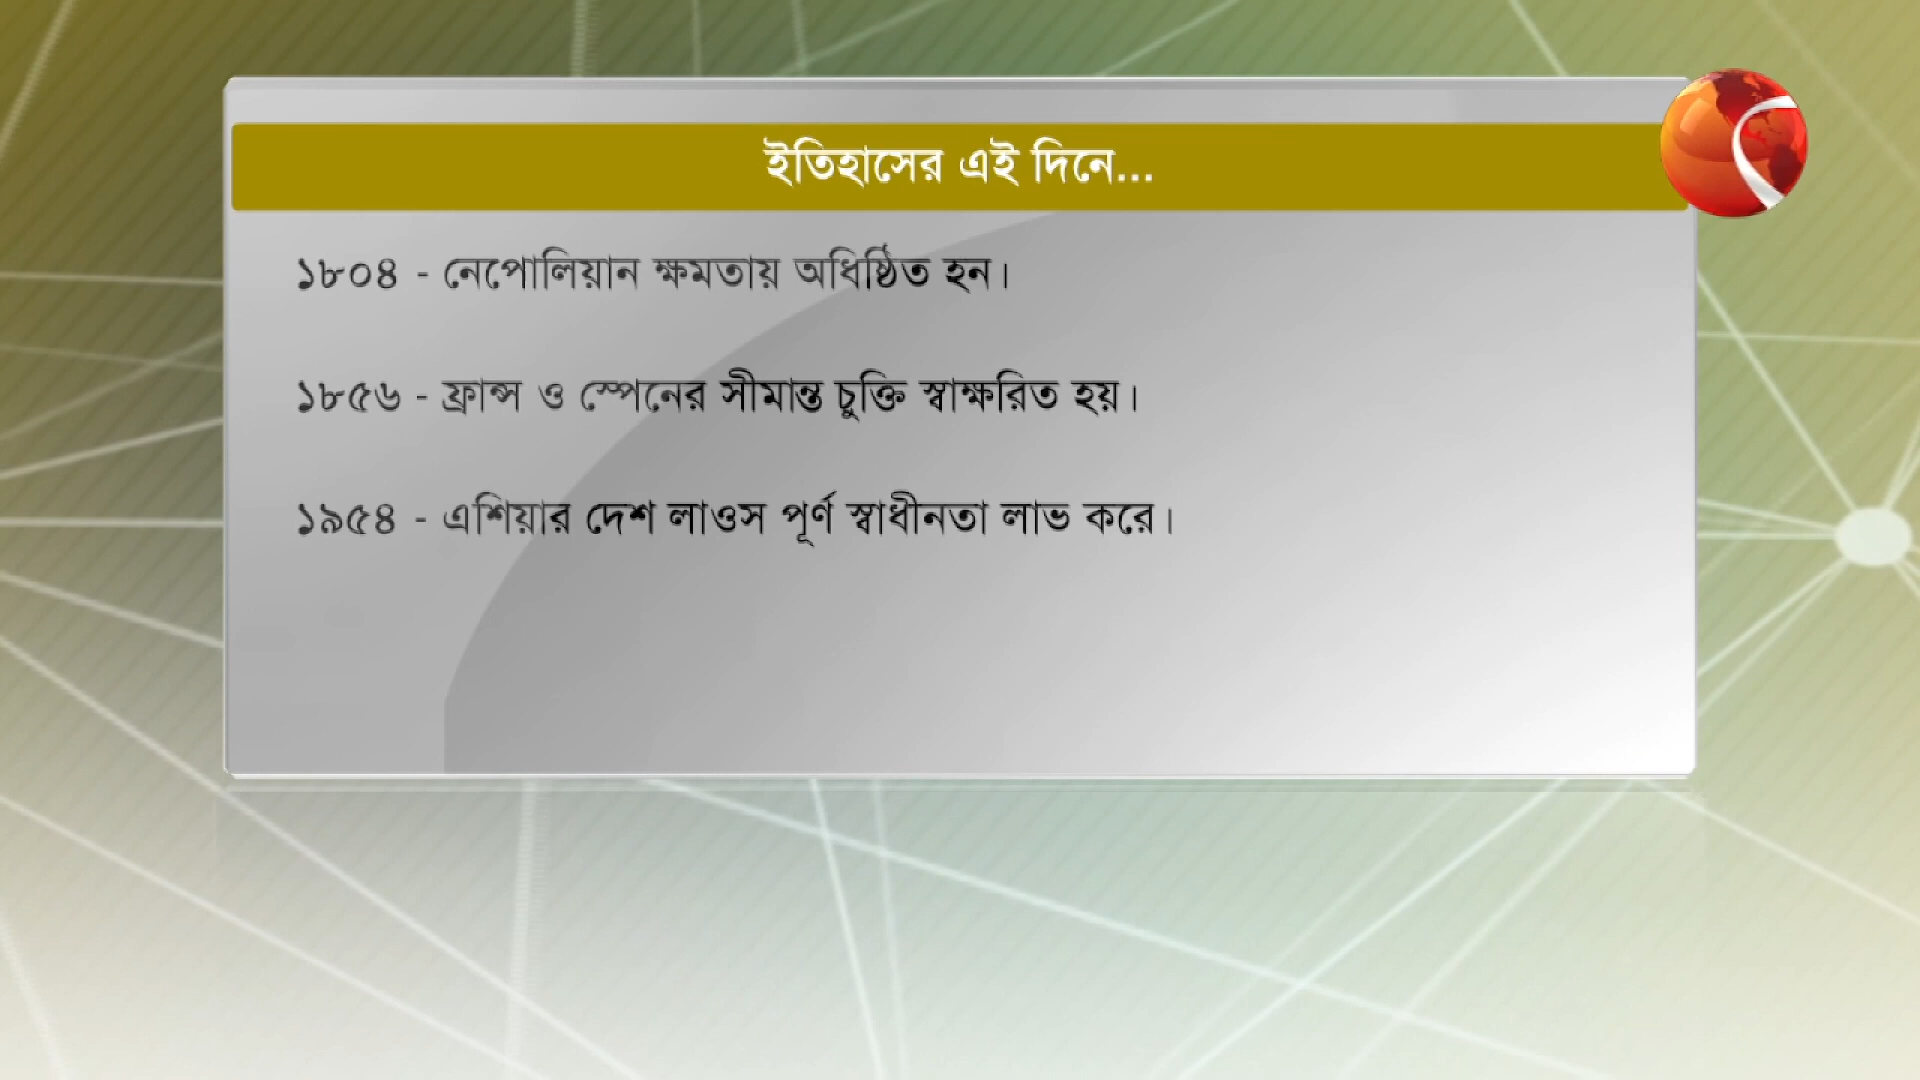 ইতিহাসের এই দিনে...
১৮০৪ - নেপোলিয়ান ক্ষমতায় অধিষ্ঠিত হন।
১৮৫৬ - ফ্রান্স ও স্পেনের সীমান্ত চুক্তি স্বাক্ষরিত হয়।
১৯৫৪ - এশিয়ার দেশ লাওস পূর্ণ স্বাধীনতা লাভ করে।